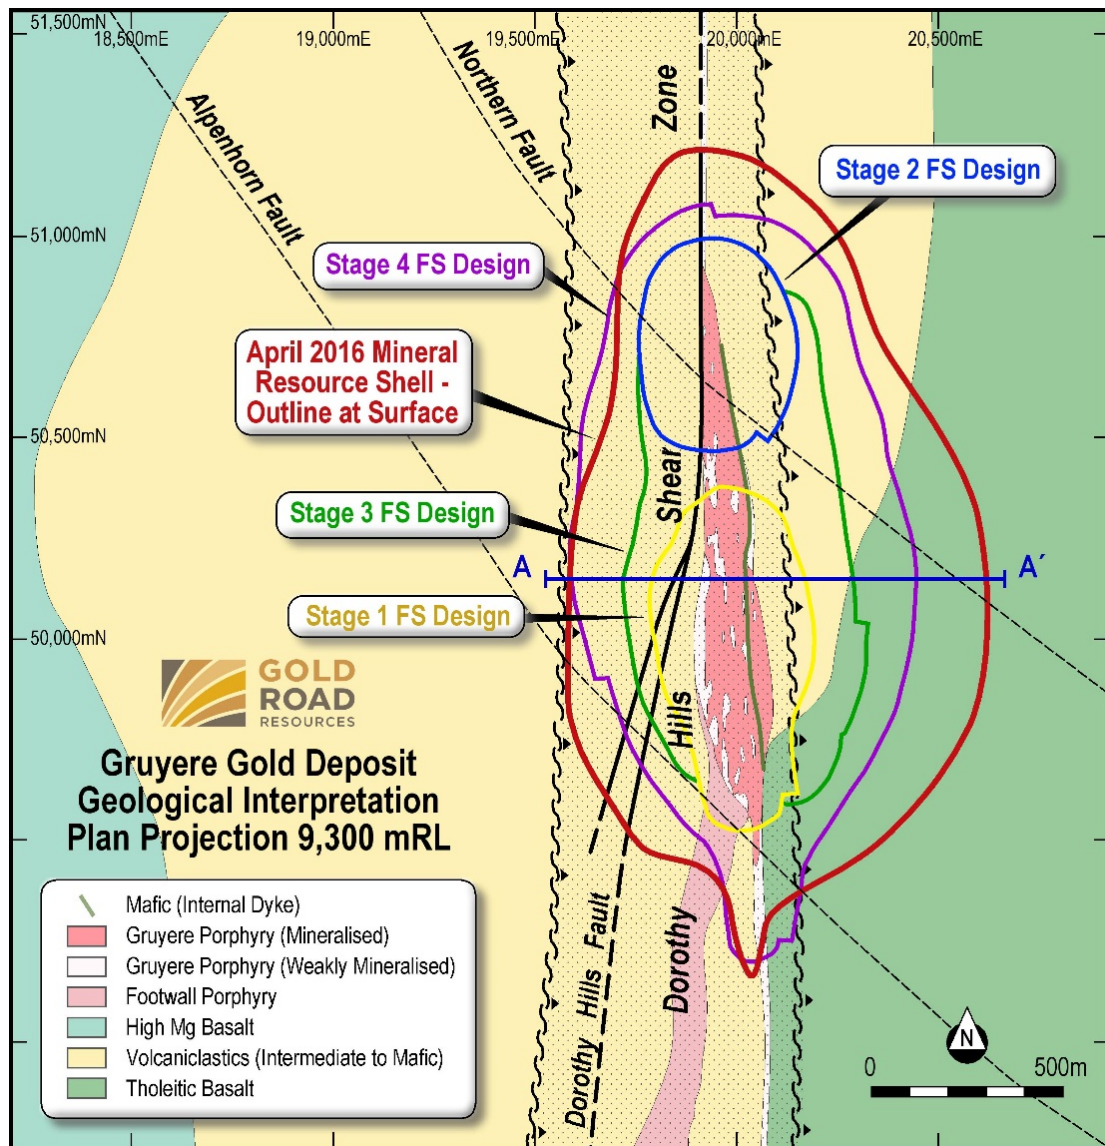 51,500mN
18,500mE
19,000mE
19,500mE
20,000mE
20,500mE
Northern Fault
Alpenhorn Fault
Zone
Stage 2 FS Design
51,000mN
Stage 4 FS Design
April 2016 Mineral
Resource Shell -
Outline at Surface
50,500mN
Shear
Stage 3 FS Design
A
A´
Stage 1 FS Design
50,000mN
GOLD
ROAD
RESOURCES
Hills
Gruyere Gold Deposit
Geological Interpretation
Plan Projection 9,300 mRL
Mafic (Internal Dyke)
Gruyere Porphyry (Mineralised)
Gruyere Porphyry (Weakly Mineralised)
Footwall Porphyry
High Mg Basalt
Volcaniclastics (Intermediate to Mafic)
Tholeitic Basalt
Dorothy Hills Fault
Dorothy
N
0
500m